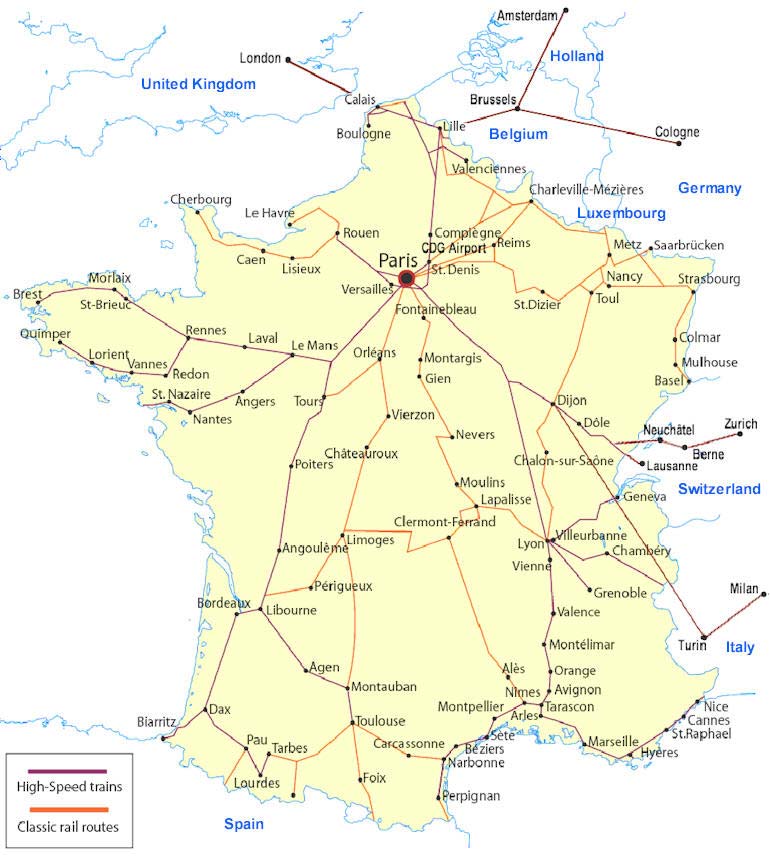 Amsterdam
Holland
London
United Kingdom
Calais
Brussels
Boulogne
Lille
Belgium
Cologne
Valenciennes
Germany
Charleville-Mézières
Cherbourg
Le Havre
Luxembourg
Rouen
Complègne
CDG Airport
Reims
Metz
Saarbrücken
Caen
Lisieux
Paris
St.Denis
Versailles
Nancy
Strasbourg
Morlaix
Brest
St-Brieuc
Fontainebleau
St.Dizier
Toul
Quimper
Rennes
Laval
Le Mans
Orléans
Montargis
Colmar
Lorient
Vannes
Redon
Gien
Mulhouse
Basel
St. Nazaire
Angers
Tours
Nantes
Vierzon
Dijon
Dôle
Neuchâtel
Zurich
Nevers
Berne
Châteauroux
Chalon-sur-Saône
Lausanne
Poiters
Moulins
Switzerland
Lapalisse
Geneva
Clermont-Ferrand
Limoges
Lyon
Villeurbanne
Angoulême
Chambéry
Vienne
Périgueux
Grenoble
Milan
Bordeaux
Libourne
Valence
Turin
Italy
Montélimar
Agen
Alès
Orange
Montauban
Nimes
Avignon
Dax
Montpellier
Arles
Tarascon
Nice
Biarritz
Toulouse
Cannes
Sète
St.Raphael
Pau
Tarbes
Carcassonne
Béziers
Marseille
Hyères
Narbonne
Lourdes
Foix
Perpignan
High-Speed trains
Classic rail routes
Spain